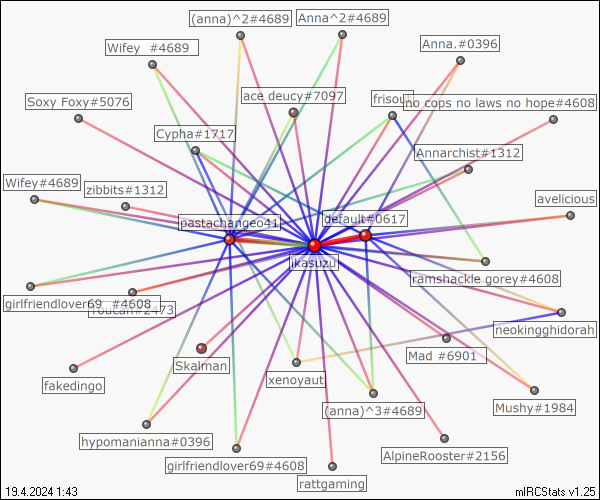 (anna)^2#4689
Anna^2#4689
Wifey #4689
Anna.#0396
ace deucy#7097
Soxy Foxy#5076
no cops no laws no hope#4608
Cypha#1717
Annarchist#1312
Wifey#4689
zibbits#1312
avelicious
pastachangeo41
default#0617
ikasuzu
ramshackle gorey#4608
girlfriendlover69 #4608
neokingghidorah
Mad #6901
Skalman
fakedingo
xenoyaut
(anna)^3#4689
Mushy#1984
hypomanianna#0396
AlpineRooster#2156
girlfriendlover69#4608
rattgaming
19.4.2024 1:43
mIRCStats v1.25